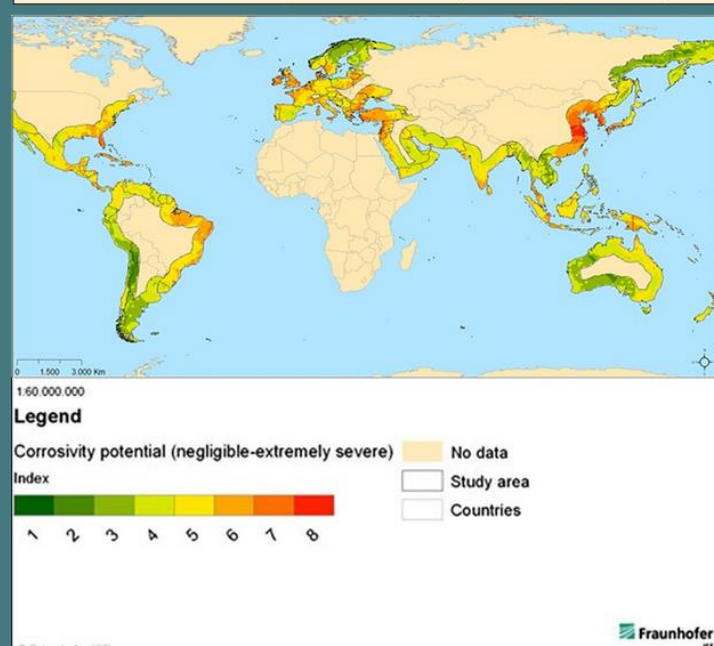 0 1.500 3.000 Km
1:60.000.000
Legend
Corrosivity potential (negligible-extremely severe)
Index
1 2 3 4 5 6 7 8
No data
Study area
Countries
Fraunhofer